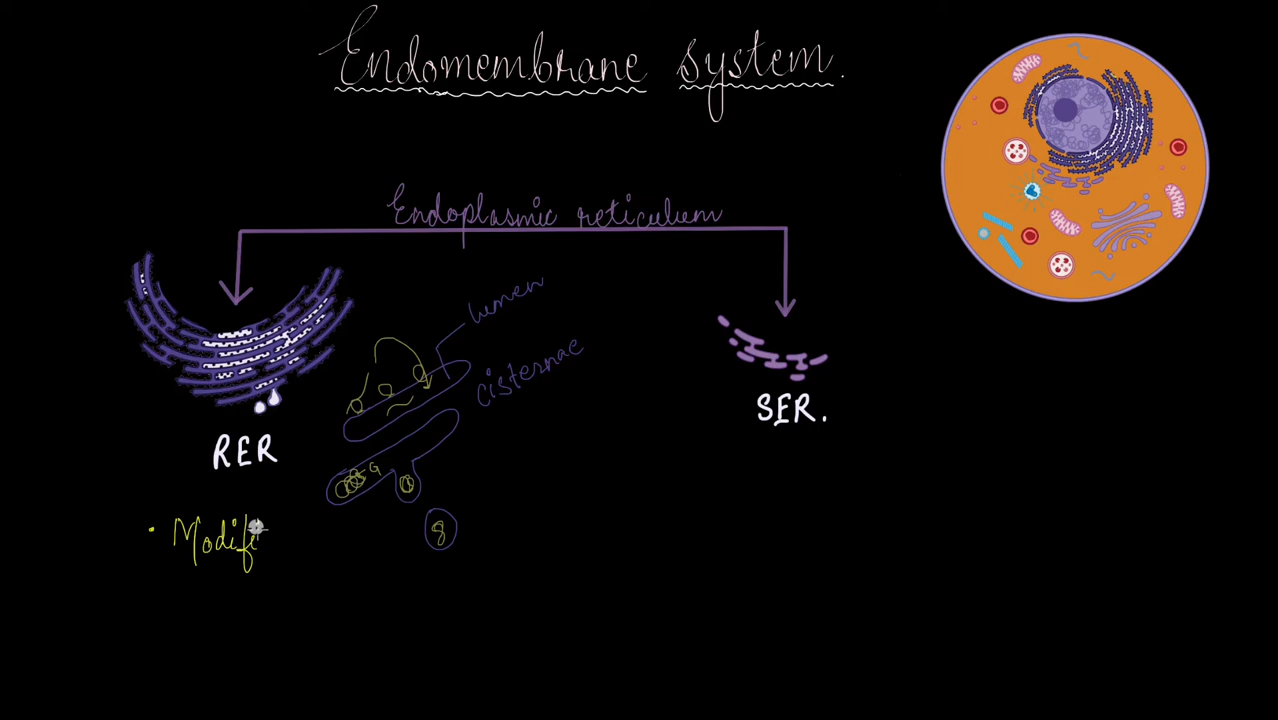 Endomembrane system.
Endoplasmic reticulum
lumen
cisternae
SER.
RER
• Modifi